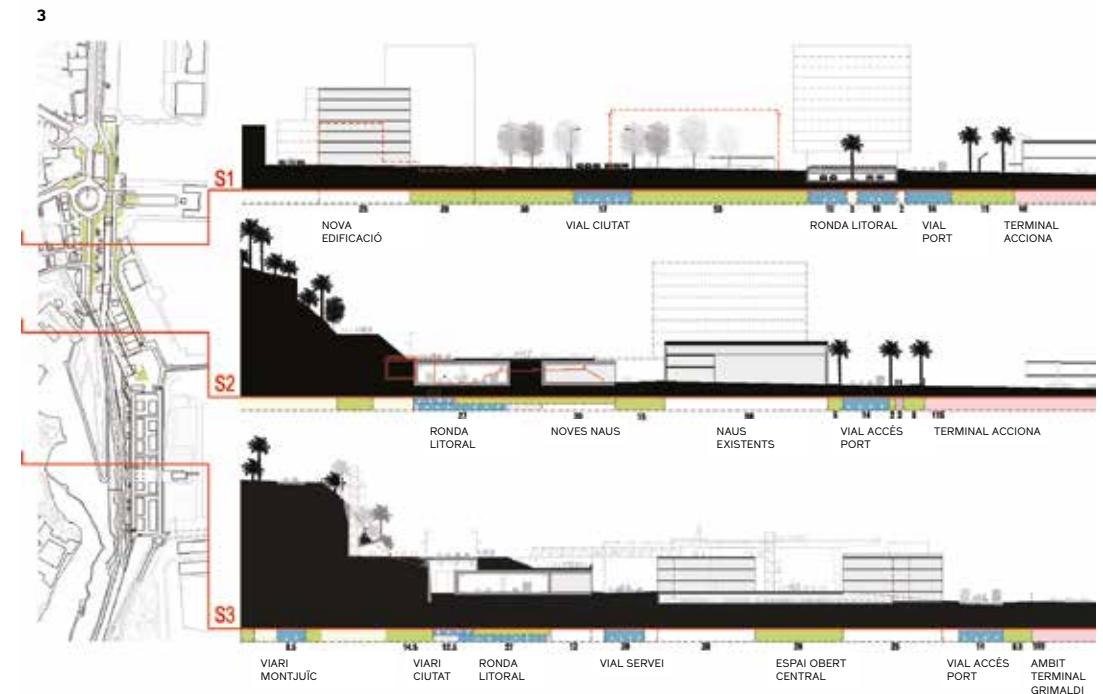 3
S1
NOVA
EDIFICACIÓ
VIAL CIUTAT
RONDA LITORAL
VIAL
PORT
TERMINAL
ACCIONA
S2
27
RONDA
LITORAL
NOVES NAUS
NAUS
EXISTENTS
VIAL ACCÉS
PORT
TERMINAL ACCIONA
S3
VIARI
MONTJUÏC
VIARI
CIUTAT
RONDA
LITORAL
VIAL SERVEI
ESPAI OBERT
CENTRAL
VIAL ACCÉS
PORT
AMBIT
TERMINAL
GRIMALDI